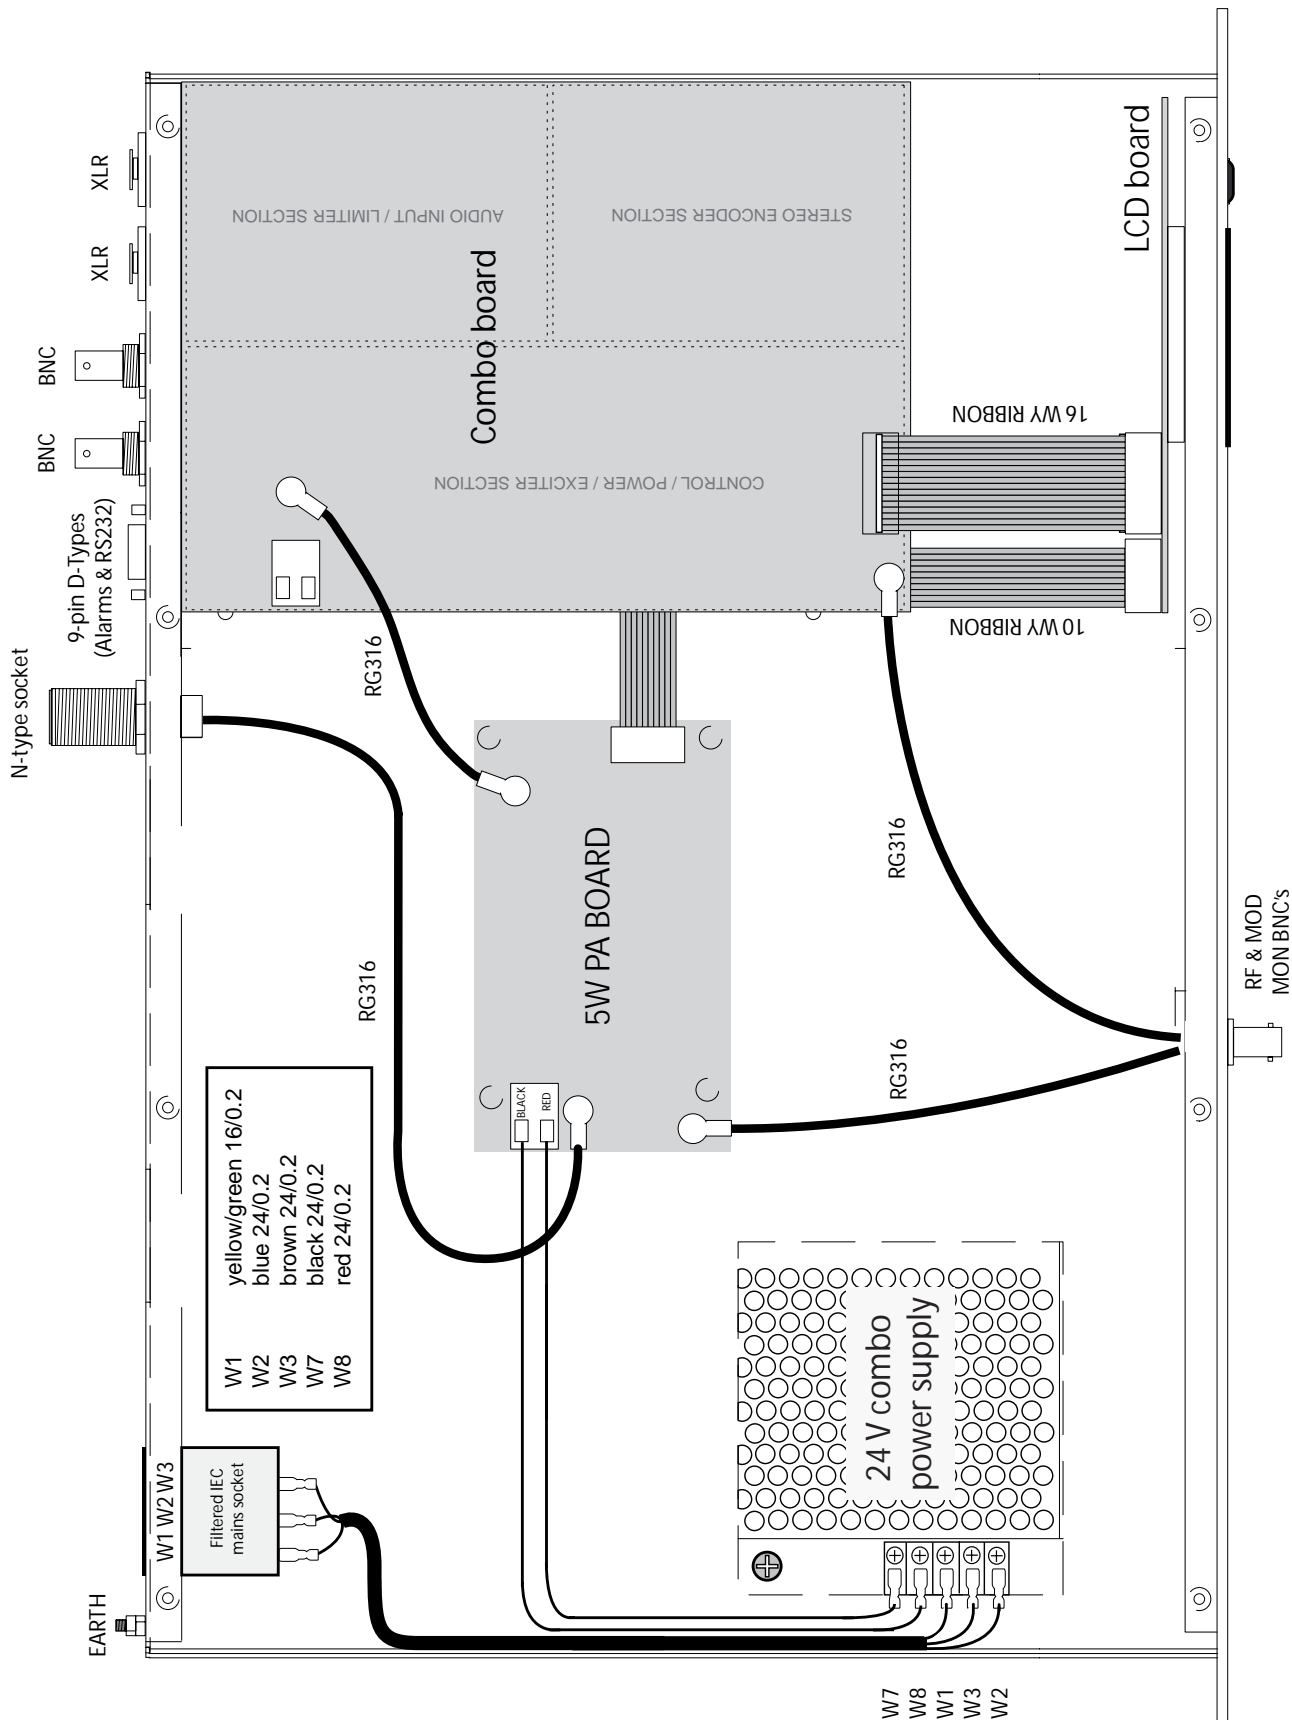 N-type socket
9-pin D-Types
(Alarms & RS232)
BNC
BNC
XLR
XLR
EARTH
W1 W2 W3
Filtered IEC
mains socket
W1 yellow/green 16/0.2
W2 blue 24/0.2
W3 brown 24/0.2
W7 black 24/0.2
W8 red 24/0.2
AUDIO INPUT / LIMITER SECTION
STEREO ENCODER SECTION
Combo board
CONTROL / POWER / EXCITER SECTION
LCD board
16 WY RIBBON
10 WY RIBBON
RG316
RG316
RG316
RG316
5W PA BOARD
BLACK
RED
24 V combo
power supply
RF & MOD
MON BNC's
W7
W8
W1
W3
W2